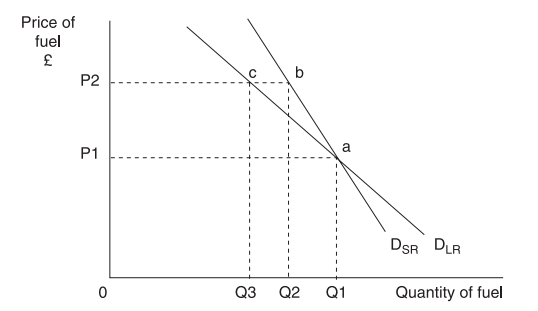 Price of
fuel
£
P2
c
b
P1
a
D_SR D_LR
0
Q3 Q2 Q1 Quantity of fuel